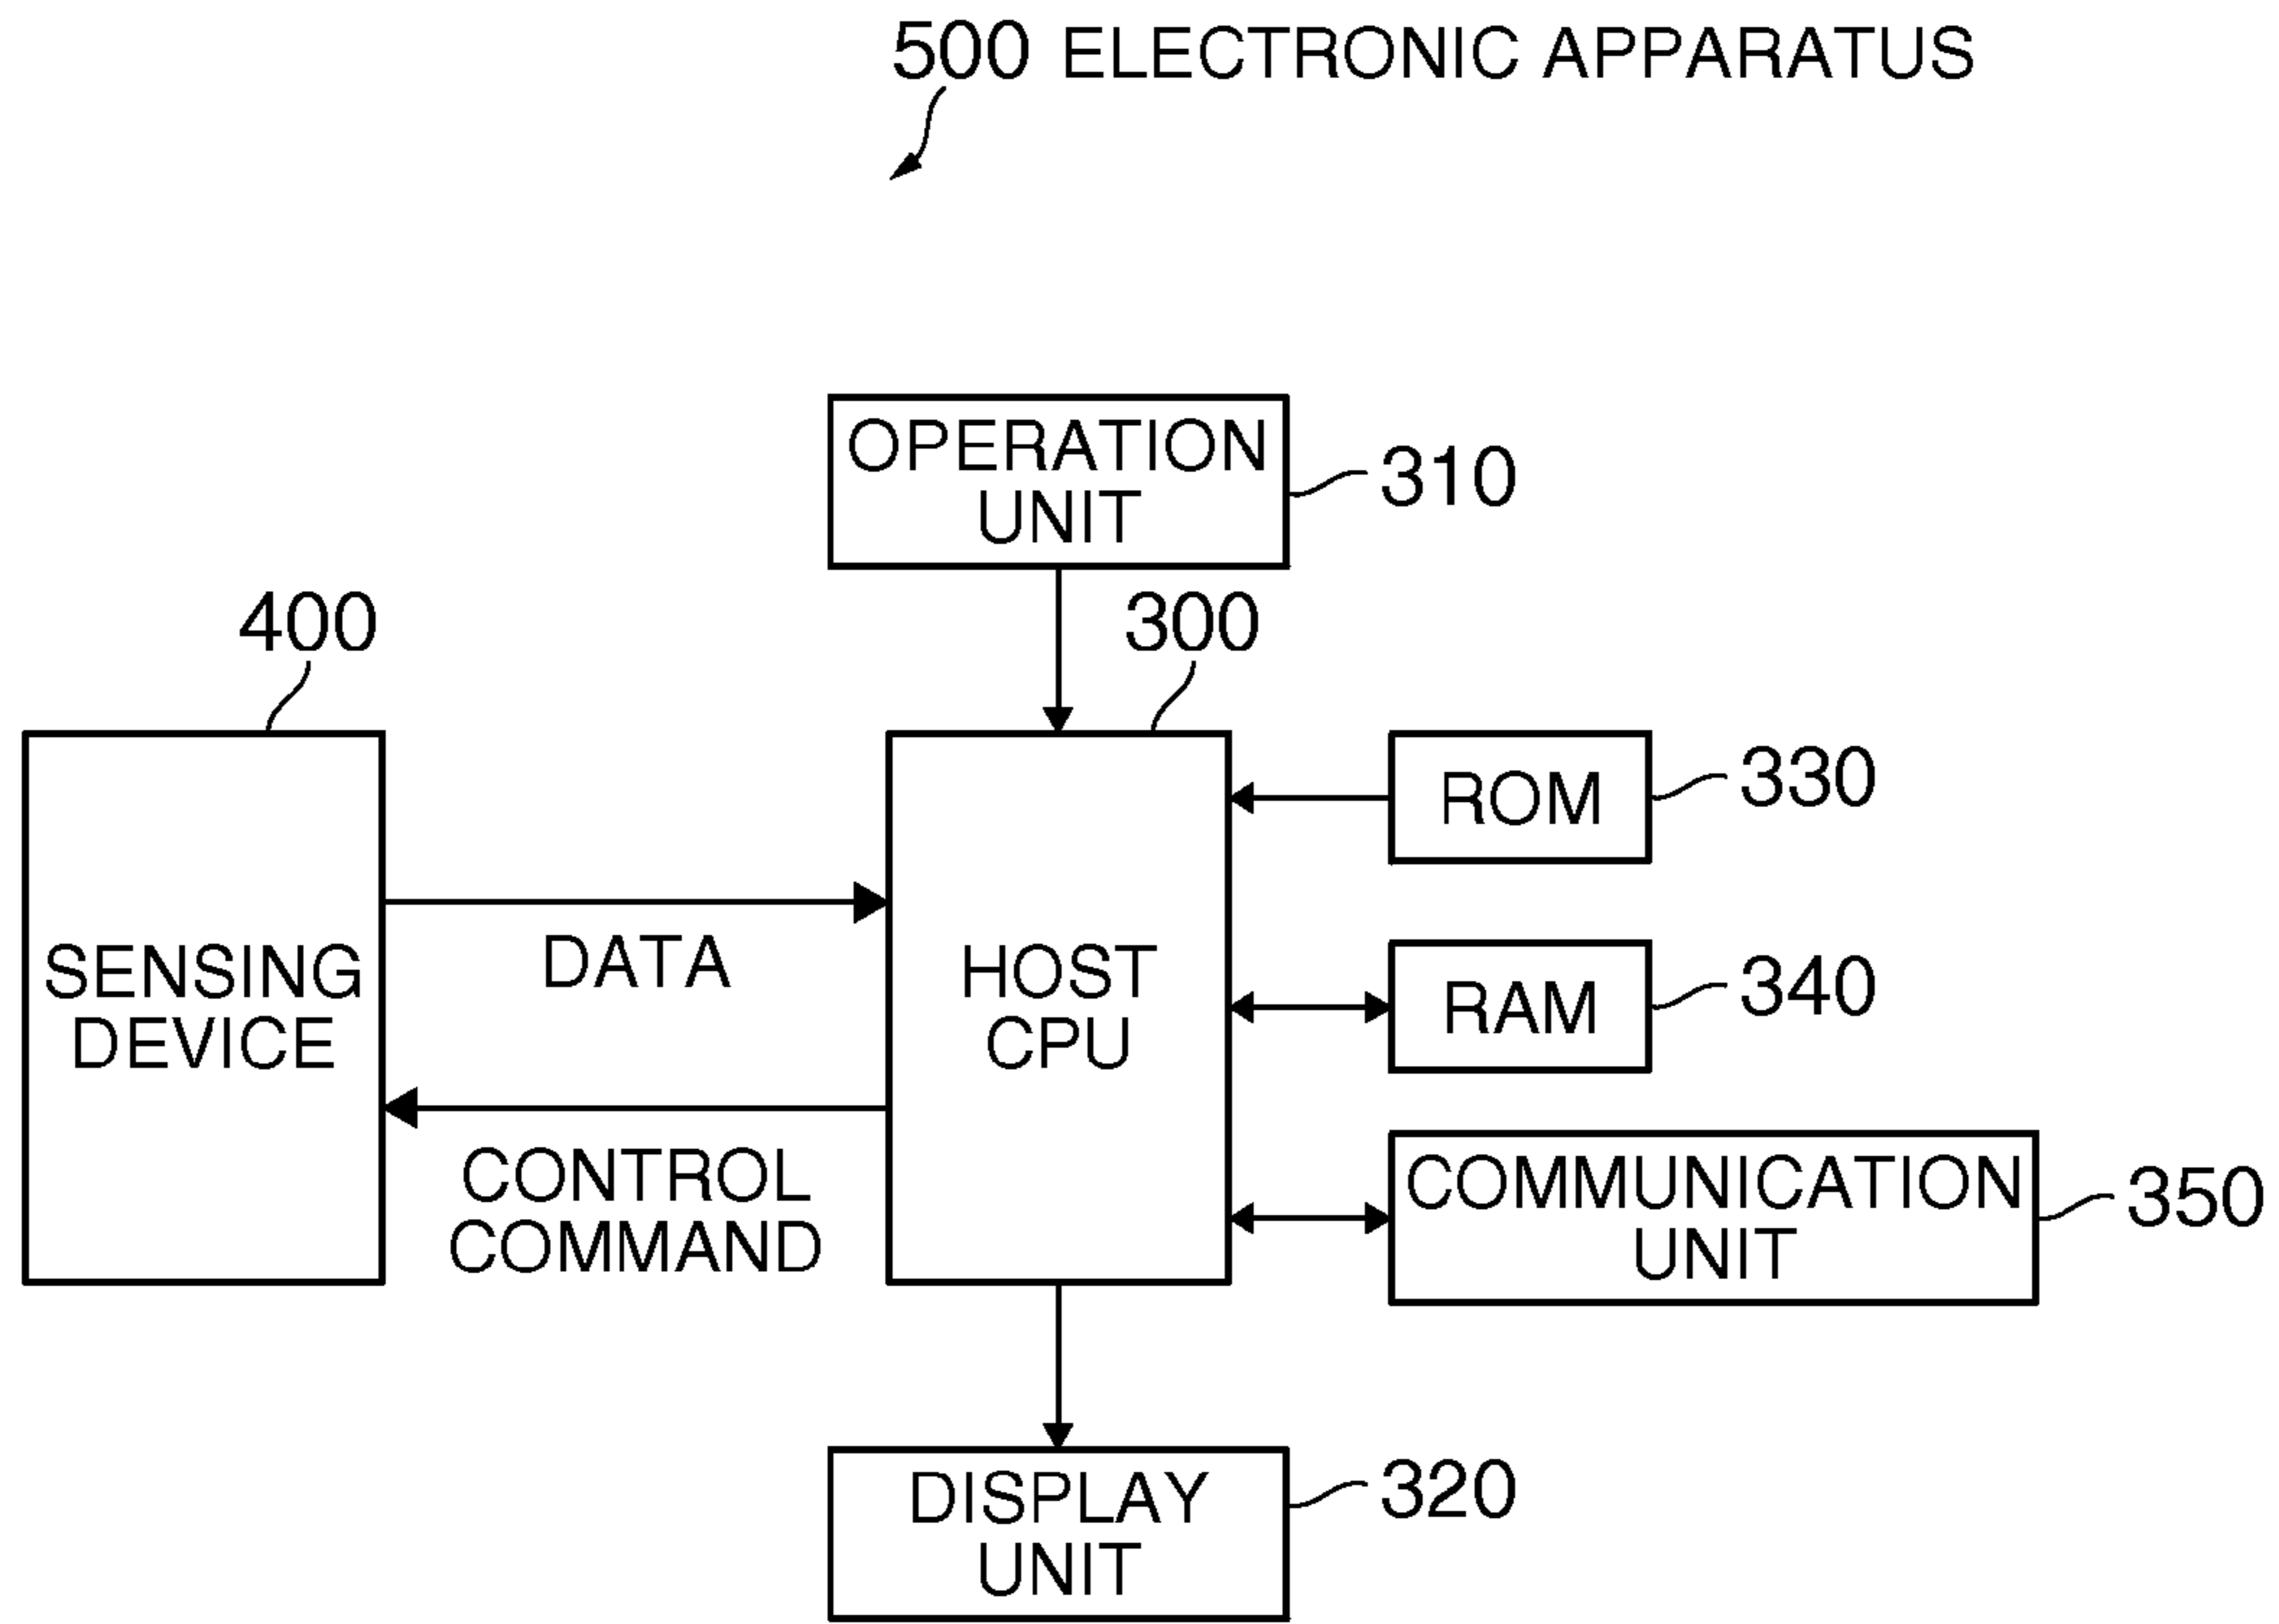 500 ELECTRONIC APPARATUS
OPERATION
UNIT
310
400
300
SENSING
DEVICE
DATA
CONTROL
COMMAND
HOST
CPU
ROM
330
RAM
340
COMMUNICATION
UNIT
350
DISPLAY
UNIT
320